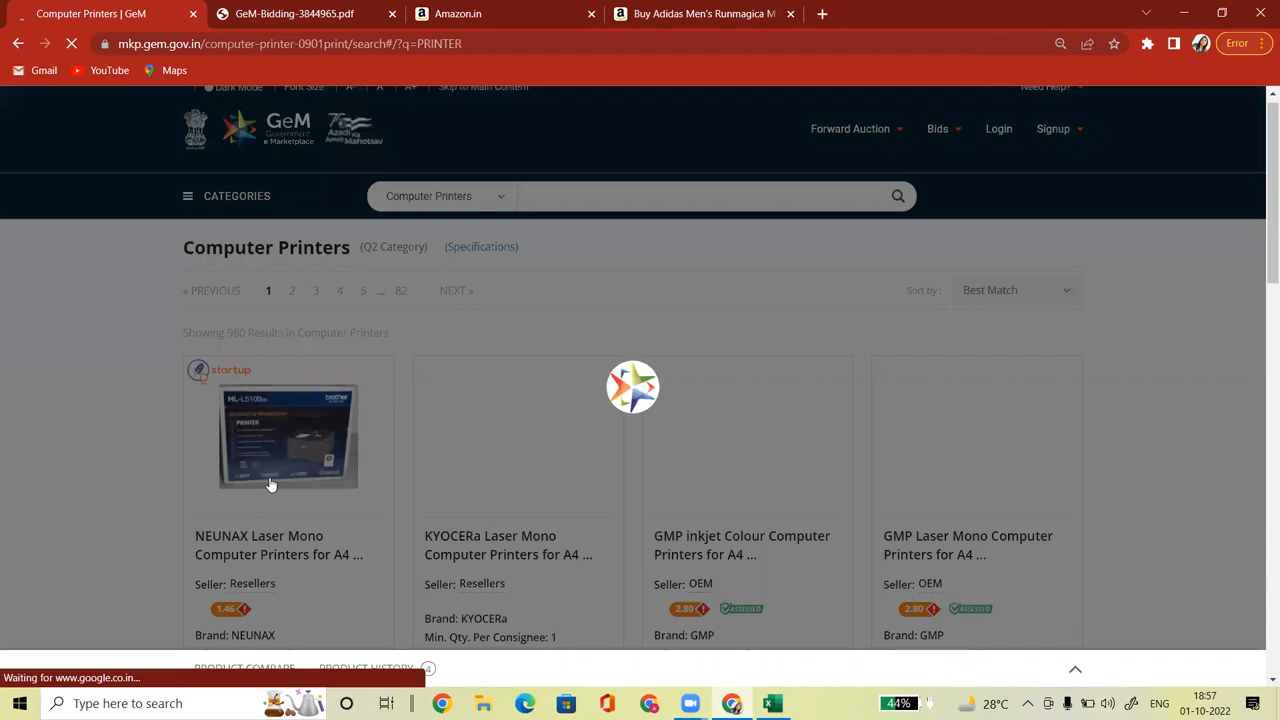 Computer Printers | GeM
GeM-Bidding-3844965.pdf
Amazon.in
Buy Adidas Men's Runmagica M
mkp.gem.gov.in/computer-printer-0901print/search#/?q=PRINTER
Error
Gmail
YouTube
Maps
Dark Mode
Font Size
A-
A
A+
Skip to Main Content
Need Help?
GeM
Government
e Marketplace
Azadi Ka
Amrit Mahotsav
Forward Auction
Bids
Login
Signup
CATEGORIES
Computer Printers
Computer Printers (Q2 Category) (Specifications)
« PREVIOUS 1 2 3 4 5 ... 82 NEXT »
Sort by : Best Match
Showing 980 Results in Computer Printers
startup
HL-L5100DN
brother
PRINTER
NEUNAX Laser Mono
Computer Printers for A4 ...
Seller: Resellers
1.46
Brand: NEUNAX
KYOCERa Laser Mono
Computer Printers for A4 ...
Seller: Resellers
Brand: KYOCERa
Min. Qty. Per Consignee: 1
GMP inkjet Colour Computer
Printers for A4 ...
Seller: OEM
2.80
ASSESSED
Brand: GMP
GMP Laser Mono Computer
Printers for A4 ...
Seller: OEM
2.80
ASSESSED
Brand: GMP
PRODUCT COMPARE
PRODUCT HISTORY 4
Waiting for www.google.co.in...
Type here to search
44%
28°C
ENG
18:57
01-10-2022